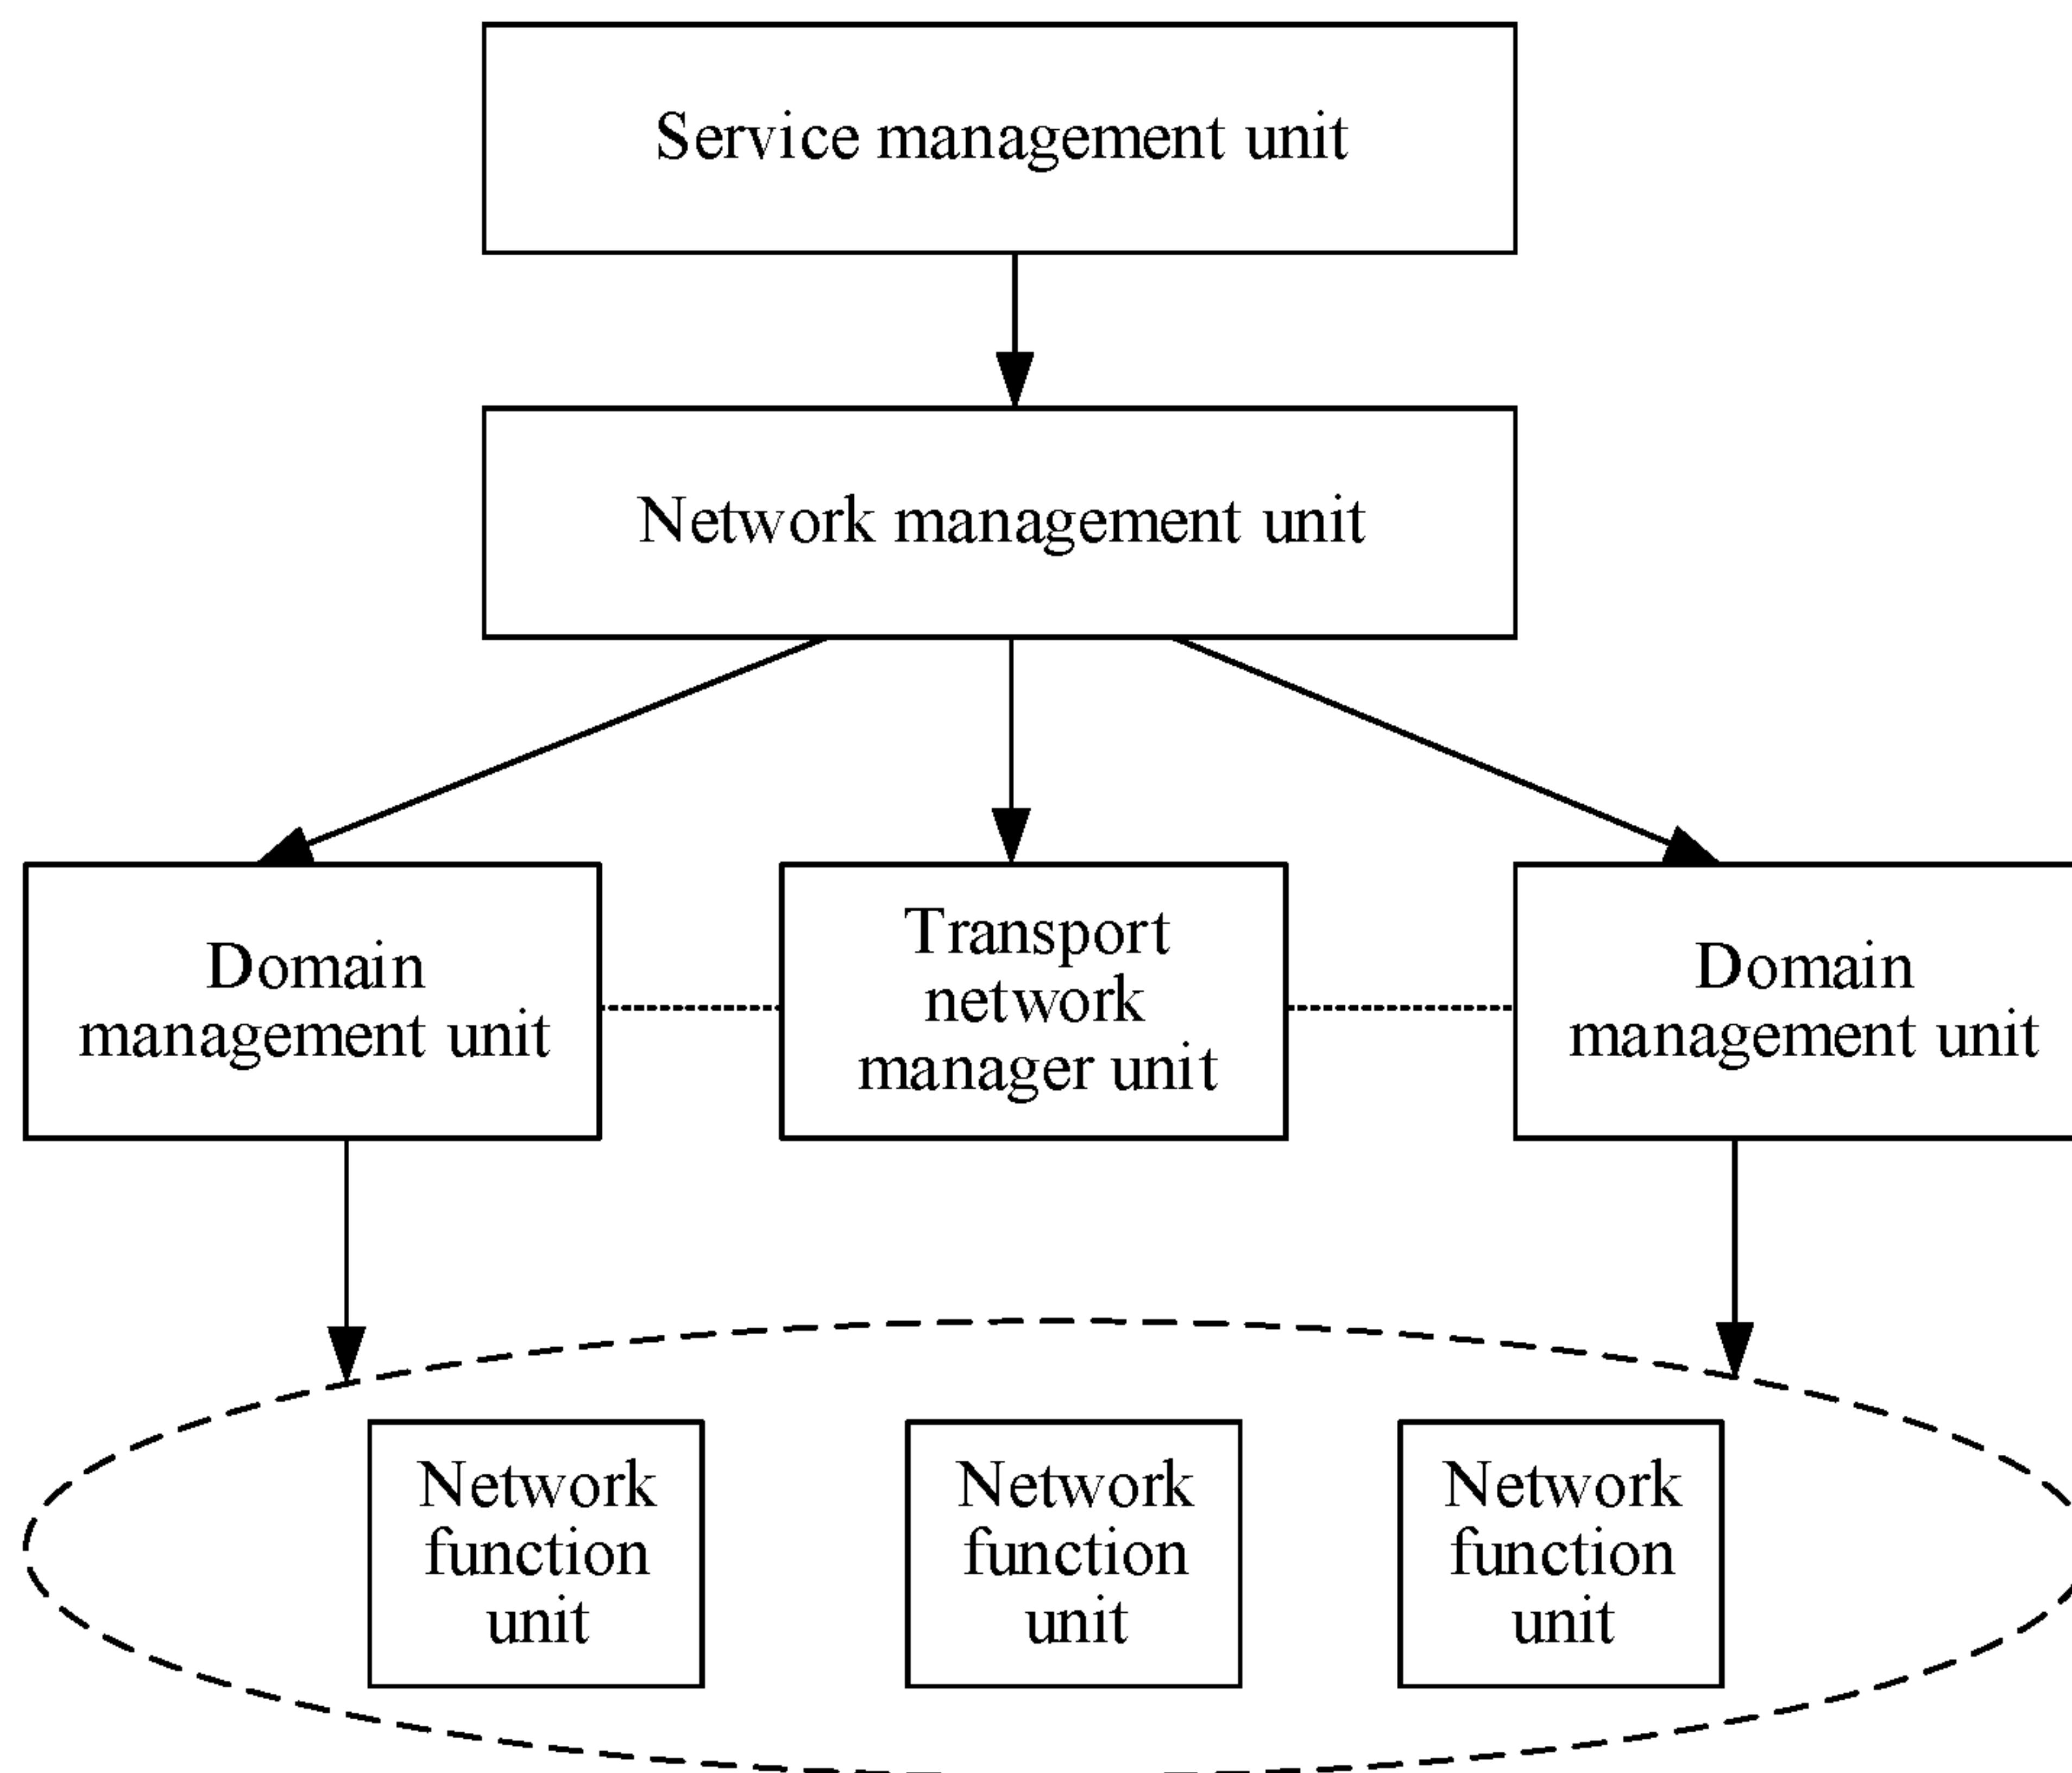 Service management unit
Network management unit
Domain
management unit
Transport
network
manager unit
Domain
management unit
Network
function
unit
Network
function
unit
Network
function
unit